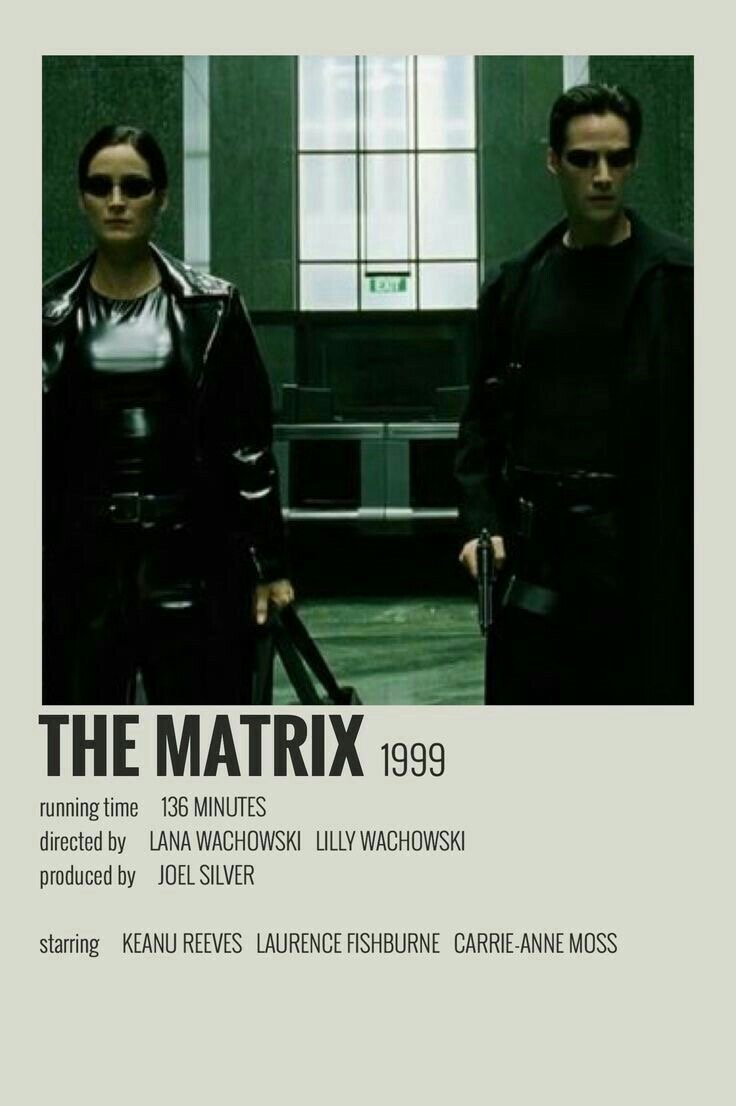 EXIT
THE MATRIX 1999
running time 136 MINUTES
directed by LANA WACHOWSKI LILLY WACHOWSKI
produced by JOEL SILVER
starring KEANU REEVES LAURENCE FISHBURNE CARRIE-ANNE MOSS